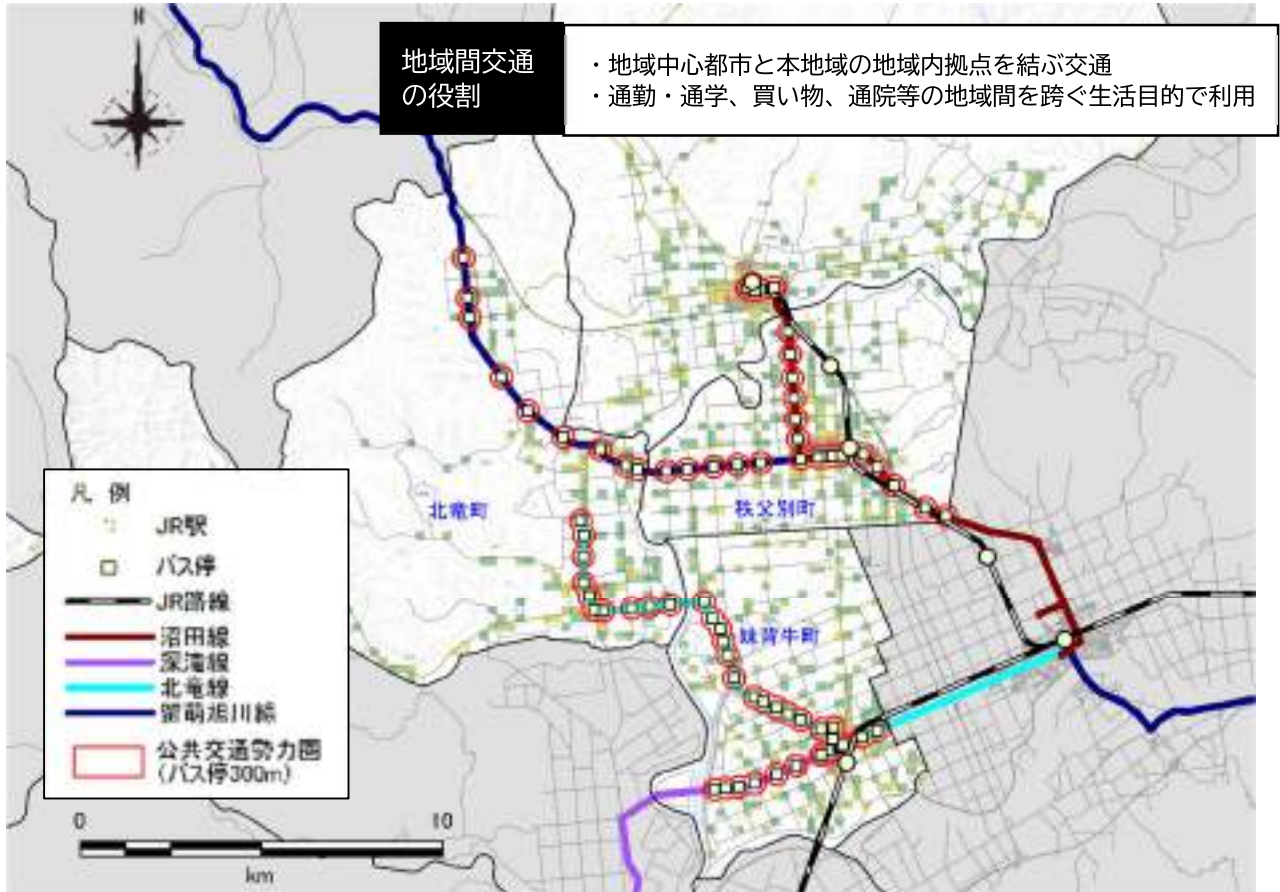 N
地域間交通
の役割
・地域中心都市と本地域の地域内拠点を結ぶ交通
・通勤・通学、買い物、通院等の地域間を跨ぐ生活目的で利用
北竜町
秩父別町
妹背牛町
凡 例
JR駅
バス停
JR路線
沼田線
深滝線
北竜線
留萌旭川線
公共交通勢力圏
(バス停300m)
0
10
km